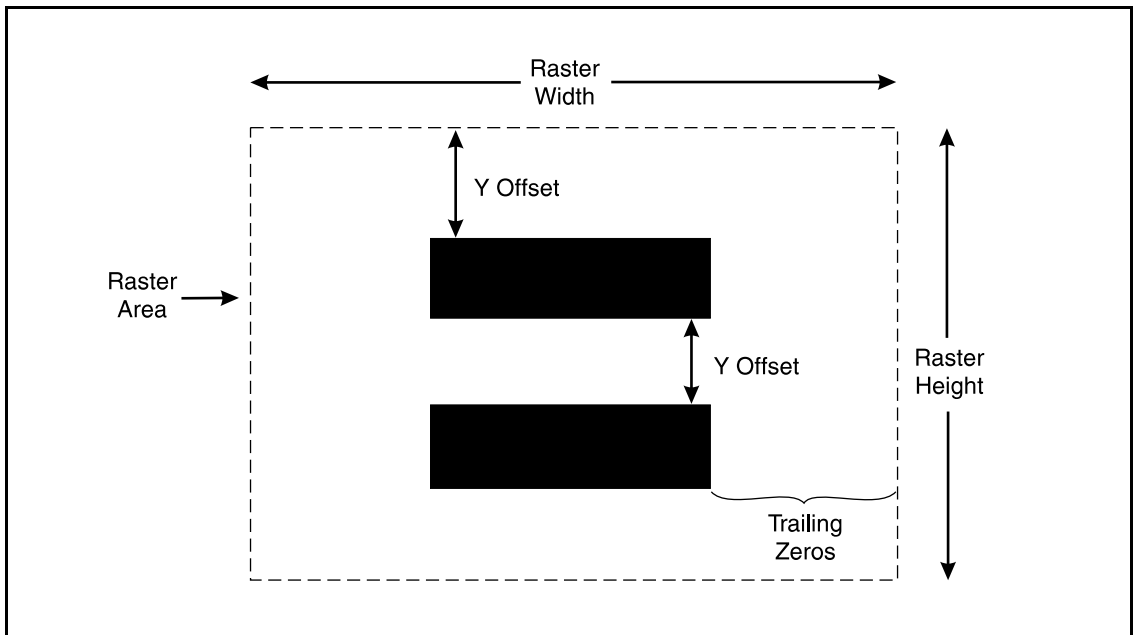 Raster
Width
Y Offset
Raster
Area
Y Offset
Raster
Height
Trailing
Zeros